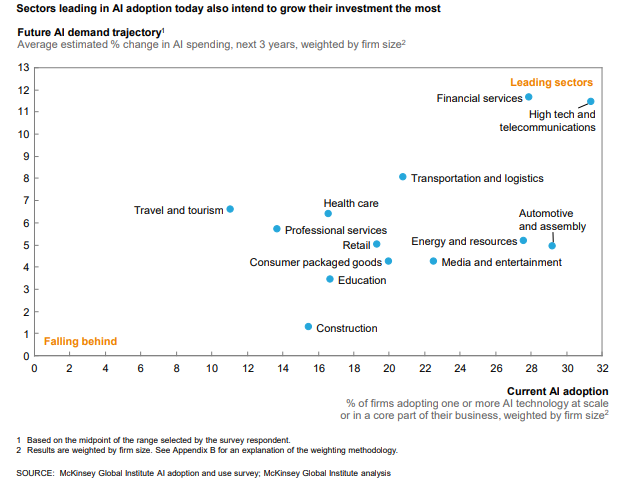 Sectors leading in AI adoption today also intend to grow their investment the most
Future AI demand trajectory¹
Average estimated % change in AI spending, next 3 years, weighted by firm size²
13
12
11
10
9
8
7
6
5
4
3
2
1
0
Leading sectors
Financial services
High tech and
telecommunications
Transportation and logistics
Travel and tourism
Health care
Professional services
Automotive
and assembly
Retail
Energy and resources
Consumer packaged goods
Media and entertainment
Education
Construction
Falling behind
0 2 4 6 8 10 12 14 16 18 20 22 24 26 28 30 32
Current AI adoption
% of firms adopting one or more AI technology at scale
or in a core part of their business, weighted by firm size²
1 Based on the midpoint of the range selected by the survey respondent.
2 Results are weighted by firm size. See Appendix B for an explanation of the weighting methodology.
SOURCE: McKinsey Global Institute AI adoption and use survey; McKinsey Global Institute analysis